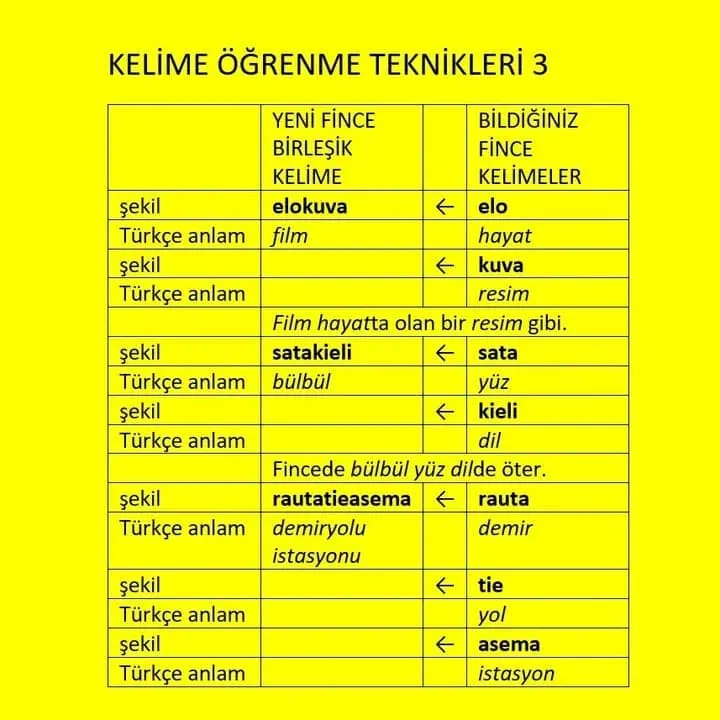 KELİME ÖĞRENME TEKNİKLERİ 3
YENİ FİNCE BİLDİĞİNİZ
BİRLEŞİK FİNCE
KELİME KELİMELER
şekil elokuva ← elo
Türkçe anlam film hayat
şekil ← kuva
Türkçe anlam resim
Film hayatta olan bir resim gibi.
şekil satakieli ← sata
Türkçe anlam bülbül yüz
şekil ← kieli
Türkçe anlam dil
Fincede bülbül yüz dilde öter.
şekil rautatieasema ← rauta
Türkçe anlam demiryolu demir
istasyonu
şekil ← tie
Türkçe anlam yol
şekil ← asema
Türkçe anlam istasyon